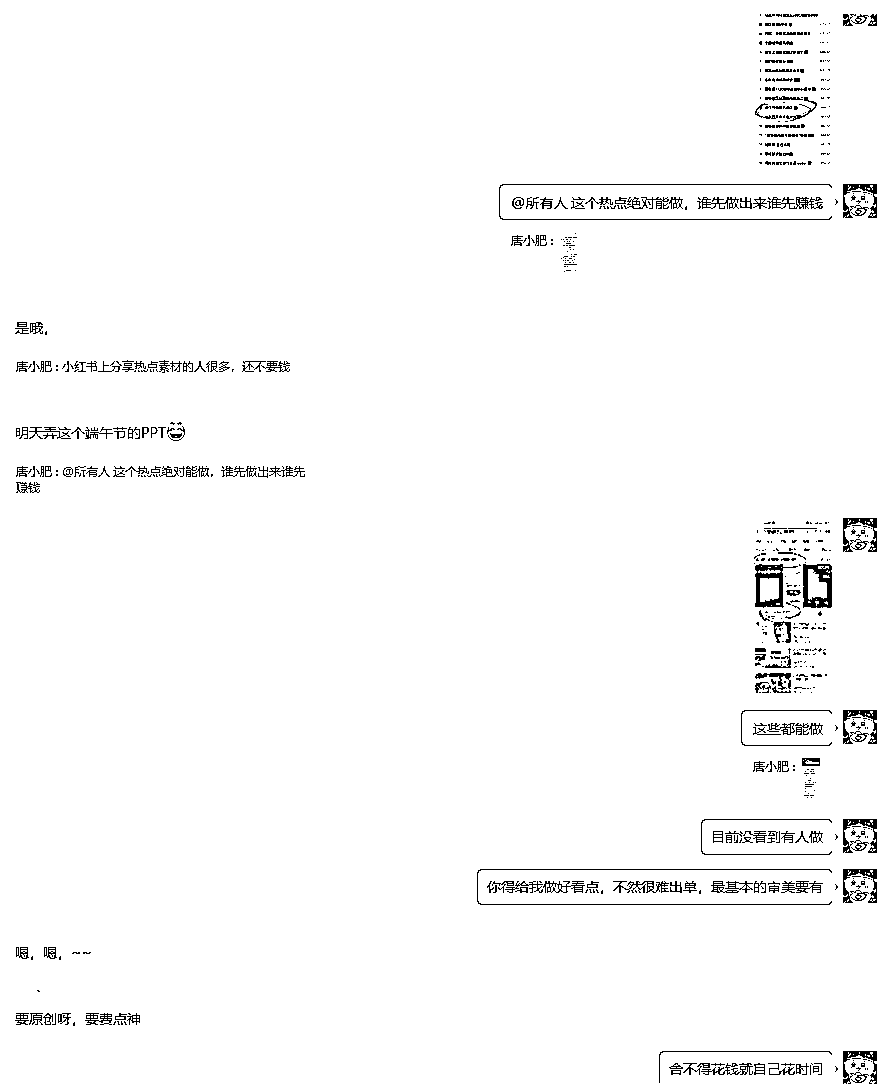 @所有人 这个热点绝对能做，谁先做出来谁先赚钱
唐小肥：
是哦，
唐小肥：小红书上分享热点素材的人很多，还不要钱
明天弄这个端午节的PPT😄
唐小肥：@所有人 这个热点绝对能做，谁先做出来谁先
赚钱
这些都能做
唐小肥：
目前没看到有人做
你得给我做好看点，不然很难出单，最基本的审美要有
嗯，嗯，~~
、
要原创呀，要费点神
舍不得花钱就自己花时间